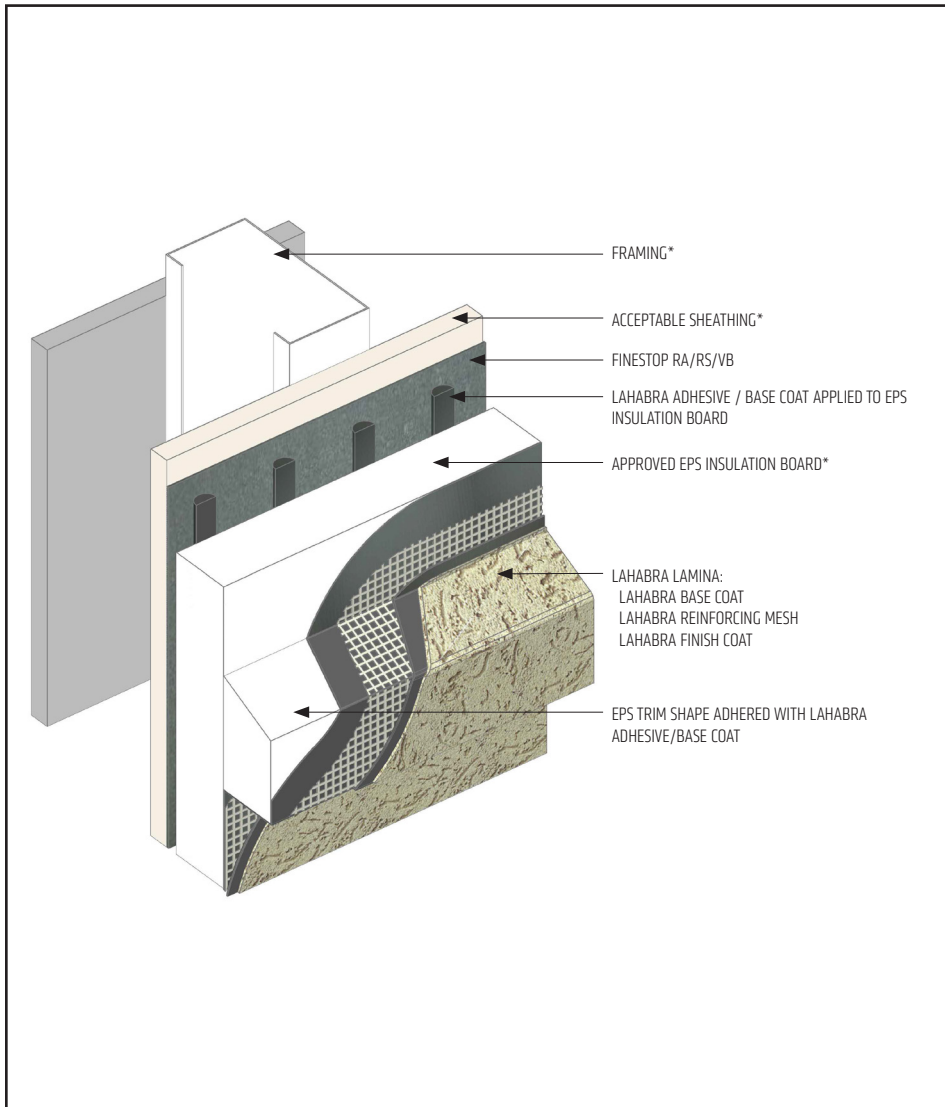 FRAMING*
ACCEPTABLE SHEATHING*
FINESTOP RA/RS/VB
LAHABRA ADHESIVE / BASE COAT APPLIED TO EPS
INSULATION BOARD
APPROVED EPS INSULATION BOARD*
LAHABRA LAMINA:
LAHABRA BASE COAT
LAHABRA REINFORCING MESH
LAHABRA FINISH COAT
EPS TRIM SHAPE ADHERED WITH LAHABRA
ADHESIVE/BASE COAT